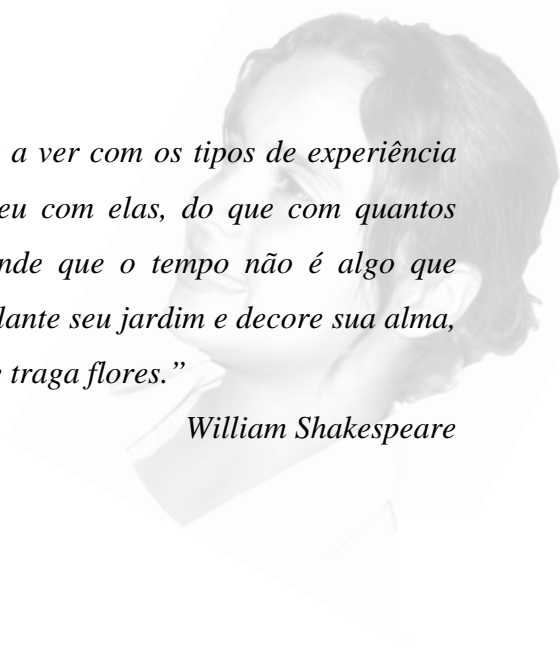 a ver com os tipos de experiência
eu com elas, do que com quantos
nde que o tempo não é algo que
lante seu jardim e decore sua alma,
traga flores.”
William Shakespeare